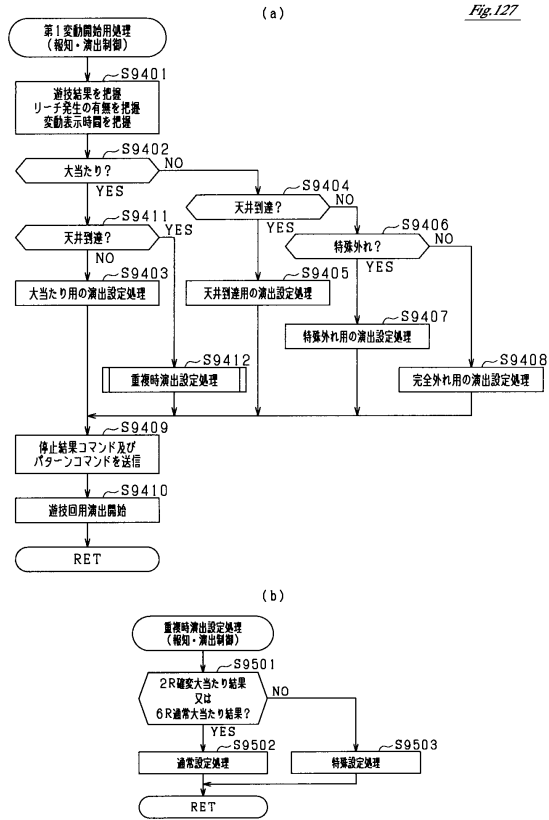 (a)
Fig.127
第1変動開始用処理
(報知・演出制御)
S9401
遊技結果を把握
リーチ発生の有無を把握
変動表示時間を把握
S9402
大当たり?
NO
YES
S9404
天井到達?
NO
YES
S9411
天井到達?
YES
NO
S9406
特殊外れ?
NO
YES
S9403
大当たり用の演出設定処理
S9405
天井到達用の演出設定処理
S9407
特殊外れ用の演出設定処理
S9412
重複時演出設定処理
S9408
完全外れ用の演出設定処理
S9409
停止結果コマンド及び
パターンコマンドを送信
S9410
遊技回用演出開始
RET
(b)
重複時演出設定処理
(報知・演出制御)
S9501
2R確変大当たり結果
又は
6R通常大当たり結果?
NO
YES
S9502
通常設定処理
S9503
特殊設定処理
RET